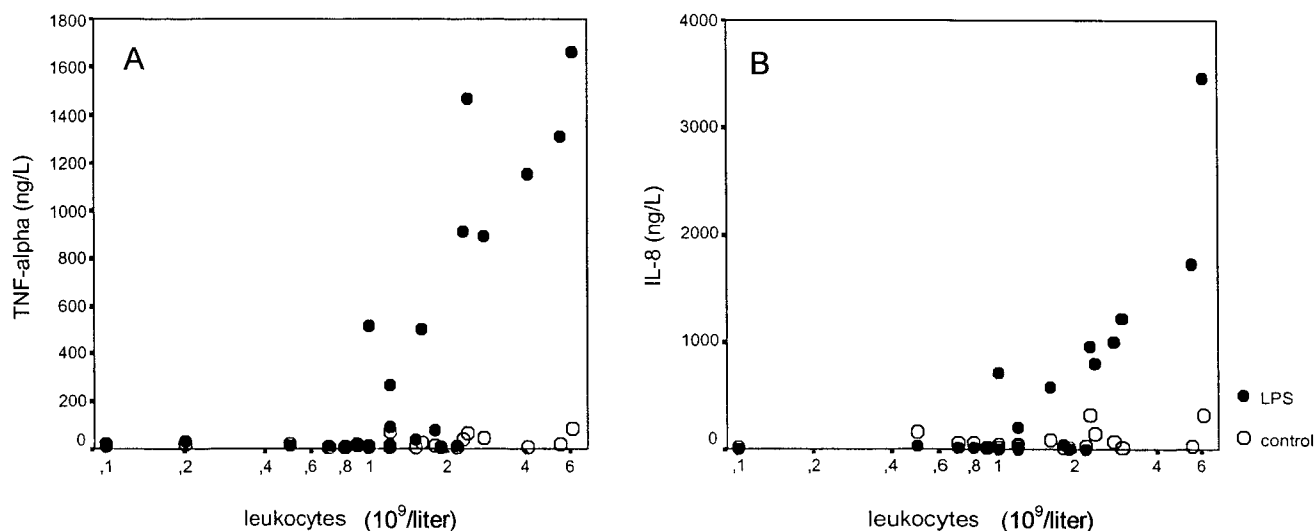 A
TNF-alpha (ng/L)
1800
1600
1400
1200
1000
800
600
400
200
0
,1 ,2 ,4 ,6 ,8 1 2 4 6
leukocytes (10⁹/liter)
B
IL-8 (ng/L)
4000
3000
2000
1000
0
,1 ,2 ,4 ,6 ,8 1 2 4 6
leukocytes (10⁹/liter)
LPS
control